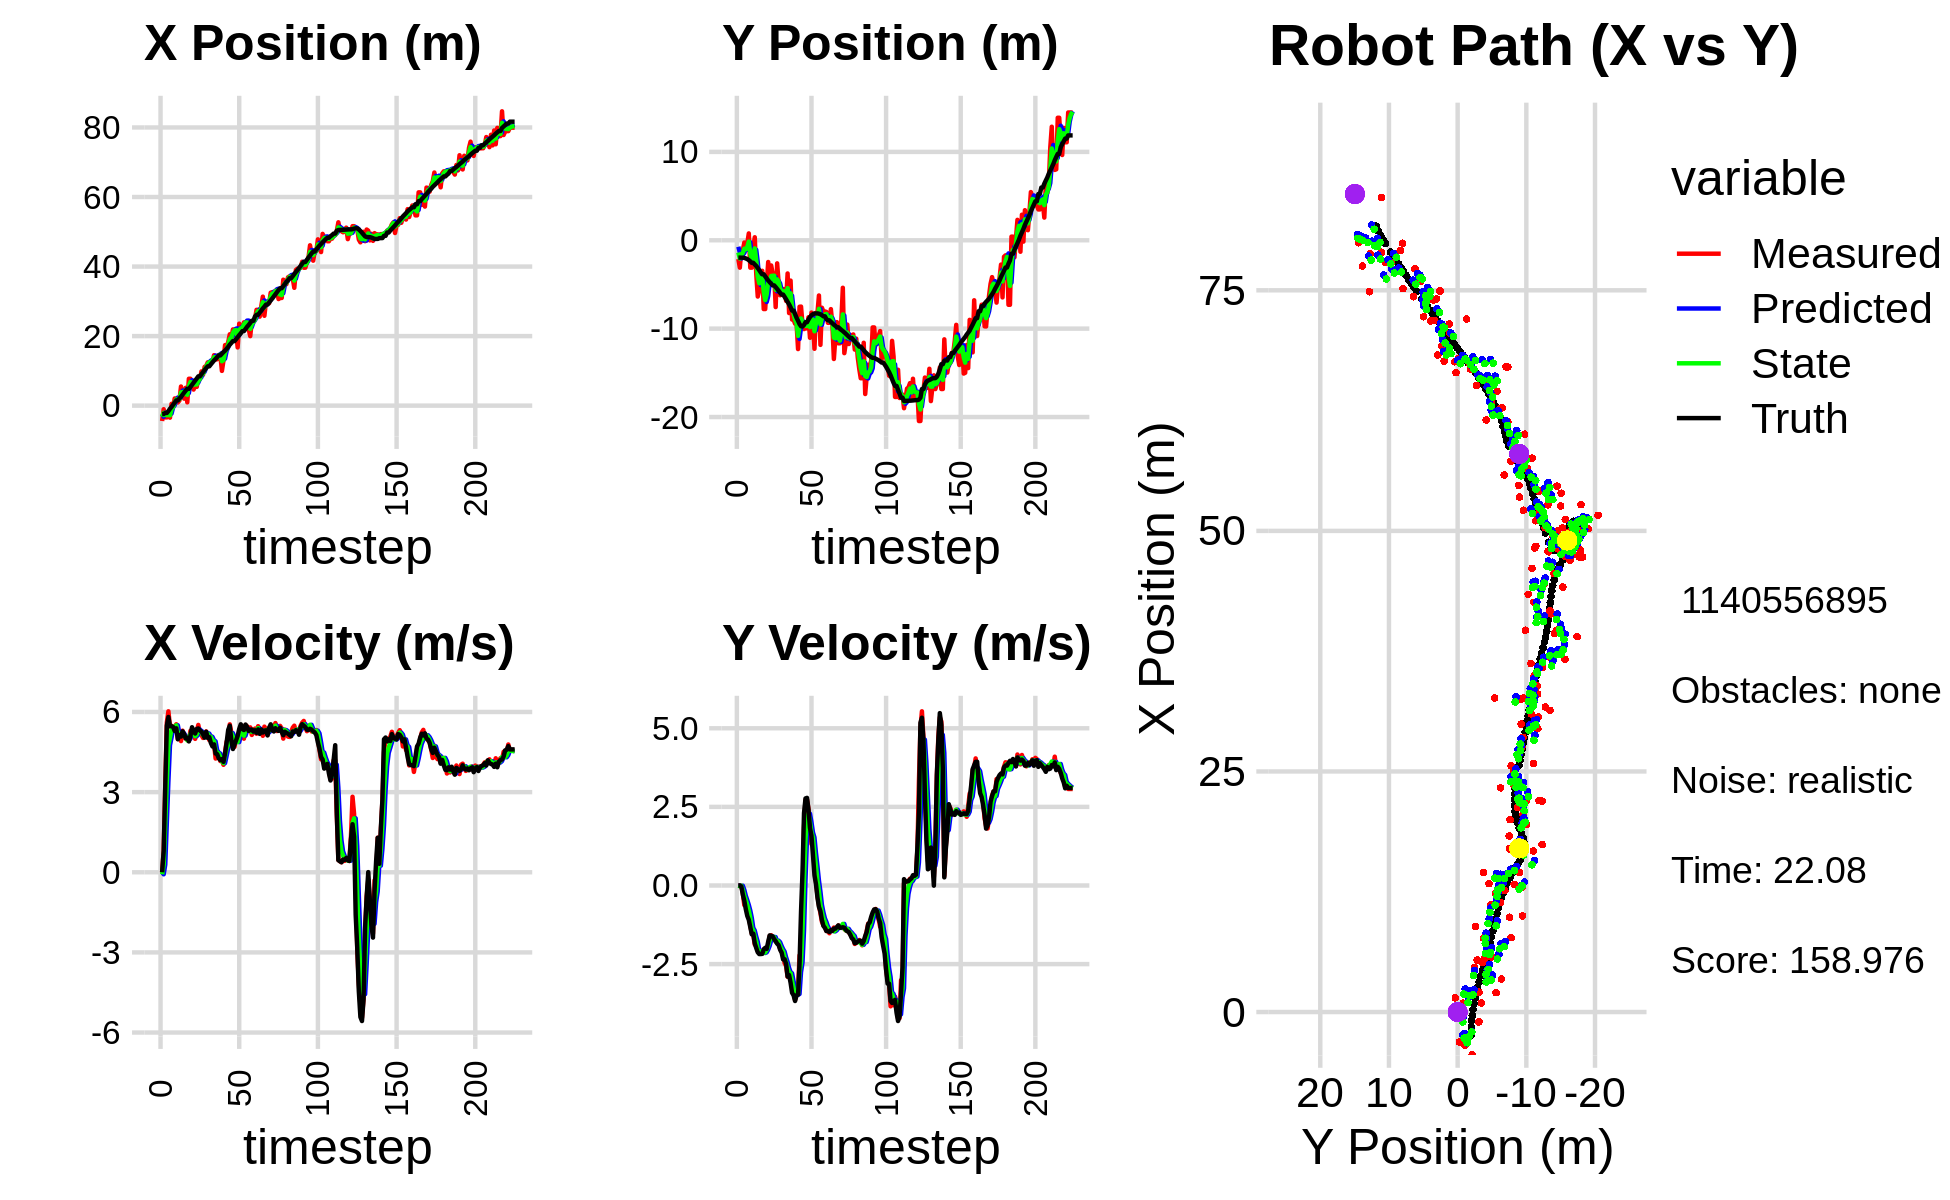 X Position (m)
80
60
40
20
0
0 50 100 150 200
timestep
Y Position (m)
10
0
-10
-20
0 50 100 150 200
timestep
X Velocity (m/s)
6
3
0
-3
-6
0 50 100 150 200
timestep
Y Velocity (m/s)
5.0
2.5
0.0
-2.5
0 50 100 150 200
timestep
Robot Path (X vs Y)
X Position (m)
75
50
25
0
20 10 0 -10 -20
Y Position (m)
variable
Measured
Predicted
State
Truth
1140556895
Obstacles: none
Noise: realistic
Time: 22.08
Score: 158.976